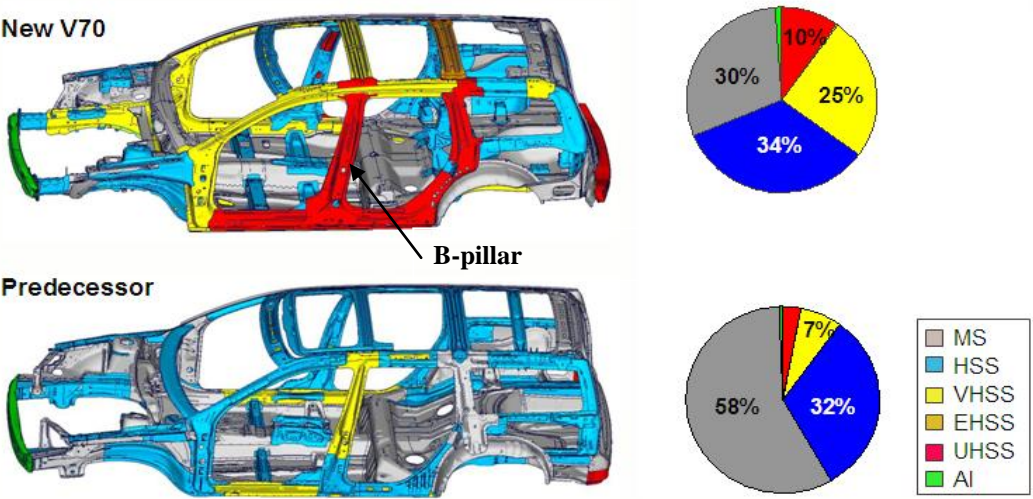 New V70
10%
30%
25%
34%
B-pillar
Predecessor
7%
58%
32%
MS
HSS
VHSS
EHSS
UHSS
Al